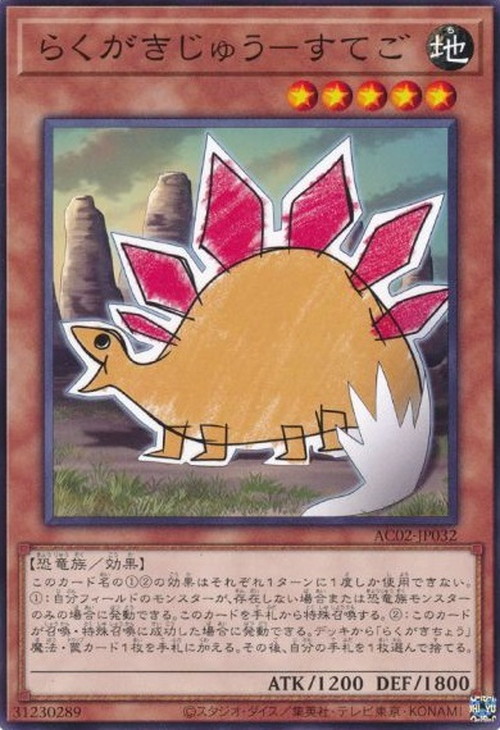 らくがきじゅうーすてご
地
AC02-JP032
【恐竜族/効果】
このカード名の①②の効果はそれぞれ1ターンに1度しか使用できない。
①:自分フィールドのモンスターが、存在しない場合または恐竜族モンスター
のみの場合に発動できる。このカードを手札から特殊召喚する。②:このカード
が召喚・特殊召喚に成功した場合に発動できる。デッキから「らくがきちょう」
魔法・罠カード1枚を手札に加える。その後、自分の手札を1枚選んで捨てる。
ATK/1200 DEF/1800
31230289 ©スタジオ・ダイス/集英社・テレビ東京・KONAMI